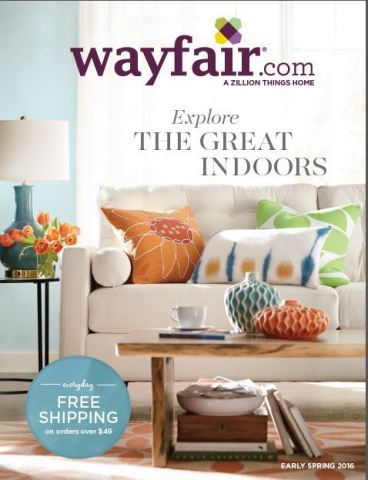 wayfair.com
A ZILLION THINGS HOME
Explore
THE GREAT
INDOORS
everyday
FREE
SHIPPING
on orders over $49
EARLY SPRING 2016